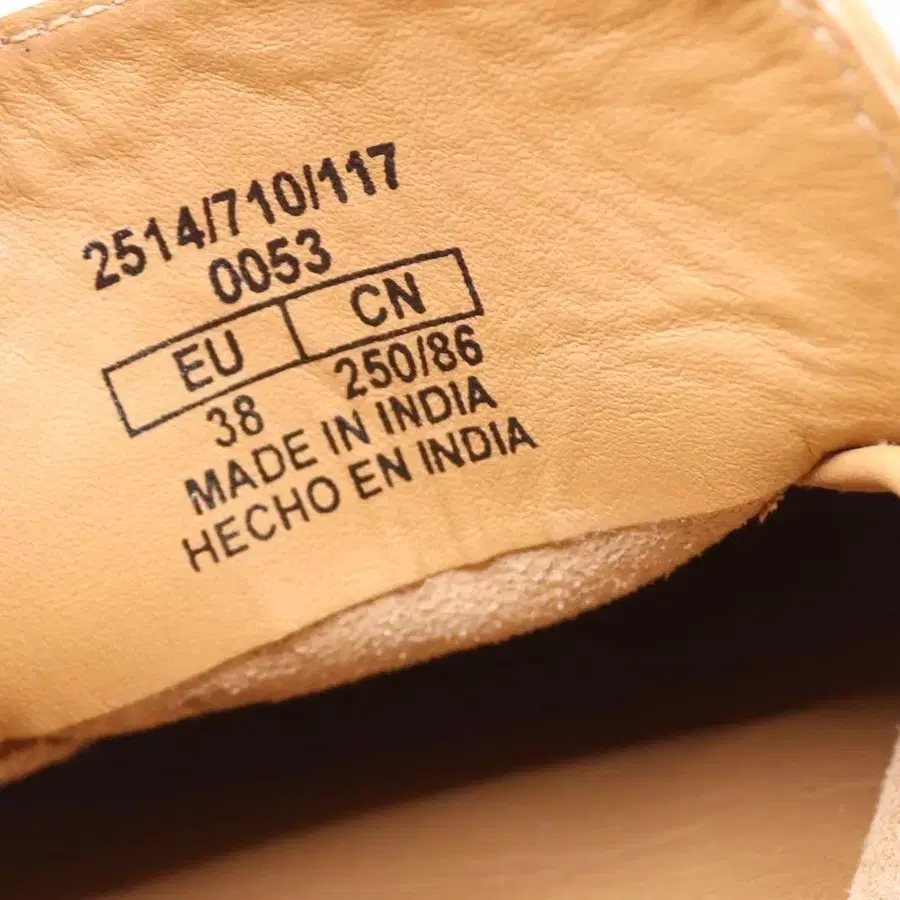 2514/710/117
0053
EU CN
38 250/86
MADE IN INDIA
HECHO EN INDIA